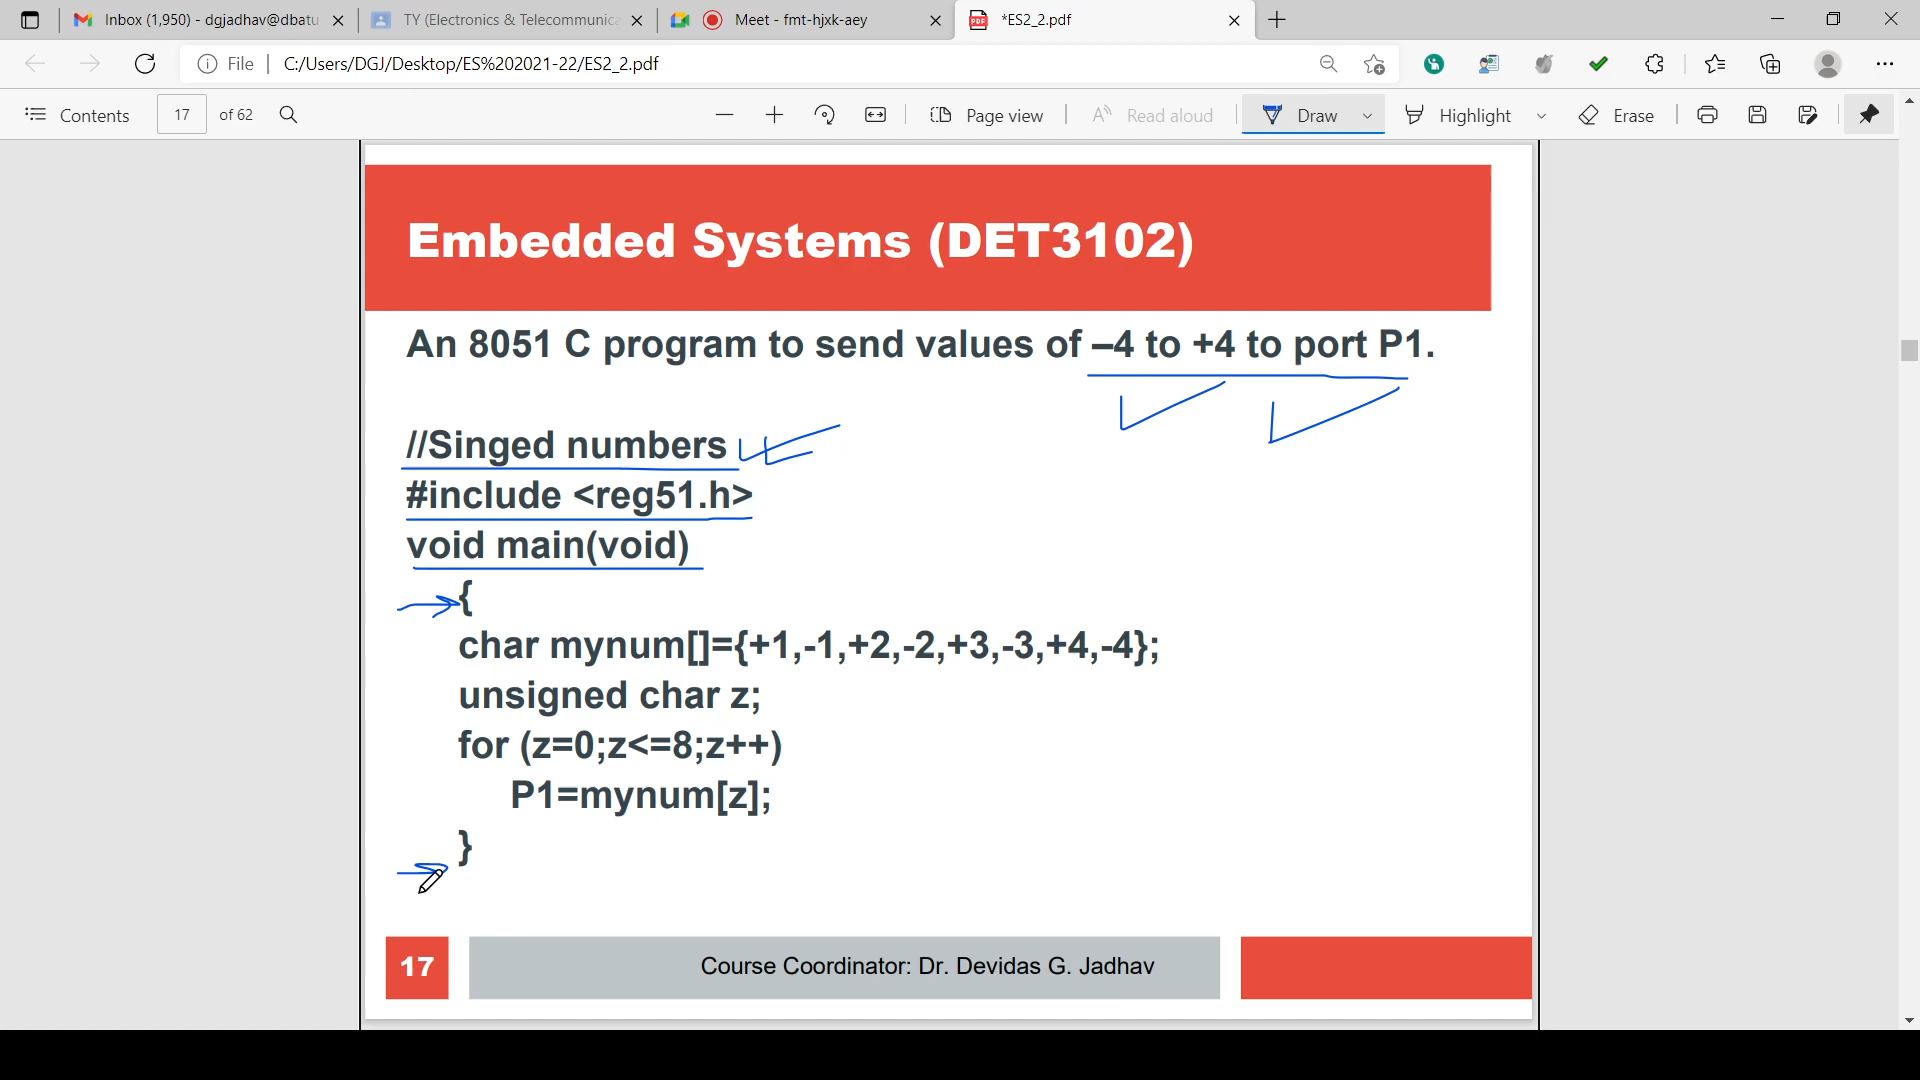 Inbox (1,950) - dgjadhav@dbatu
TY (Electronics & Telecommunica
Meet - fmt-hjxk-aey
*ES2_2.pdf
File
C:/Users/DGJ/Desktop/ES%202021-22/ES2_2.pdf
Contents
17
of 62
Page view
Read aloud
Draw
Highlight
Erase
Embedded Systems (DET3102)
An 8051 C program to send values of –4 to +4 to port P1.
//Singed numbers
#include <reg51.h>
void main(void)
{
char mynum[]={+1,-1,+2,-2,+3,-3,+4,-4};
unsigned char z;
for (z=0;z<=8;z++)
P1=mynum[z];
}
17
Course Coordinator: Dr. Devidas G. Jadhav